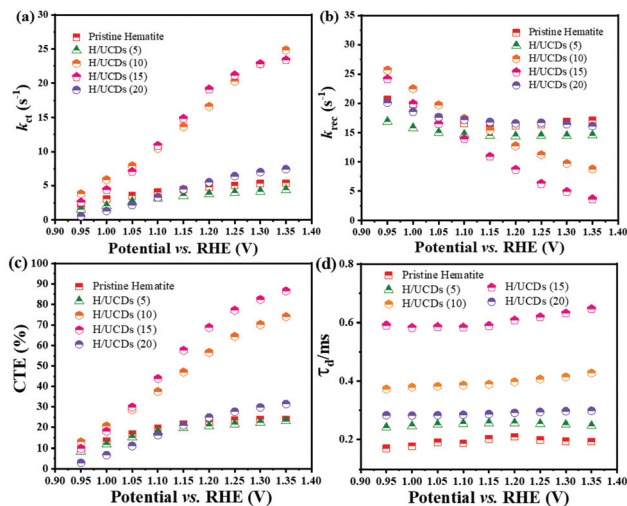 (a)
Pristine Hematite
H/UCDs (5)
H/UCDs (10)
H/UCDs (15)
H/UCDs (20)
30
25
20
15
10
5
0
k_ct (s⁻¹)
0.90 0.95 1.00 1.05 1.10 1.15 1.20 1.25 1.30 1.35 1.40
Potential vs. RHE (V)
(b)
Pristine Hematite
H/UCDs (5)
H/UCDs (10)
H/UCDs (15)
H/UCDs (20)
35
30
25
20
15
10
5
0
k_rec (s⁻¹)
0.90 0.95 1.00 1.05 1.10 1.15 1.20 1.25 1.30 1.35 1.40
Potential vs. RHE (V)
(c)
Pristine Hematite
H/UCDs (5)
H/UCDs (10)
H/UCDs (15)
H/UCDs (20)
100
90
80
70
60
50
40
30
20
10
0
CTE (%)
0.90 0.95 1.00 1.05 1.10 1.15 1.20 1.25 1.30 1.35 1.40
Potential vs. RHE (V)
(d)
Pristine Hematite
H/UCDs (5)
H/UCDs (10)
H/UCDs (15)
H/UCDs (20)
0.8
0.6
0.4
0.2
τ_d/ms
0.90 0.95 1.00 1.05 1.10 1.15 1.20 1.25 1.30 1.35 1.40
Potential vs. RHE (V)